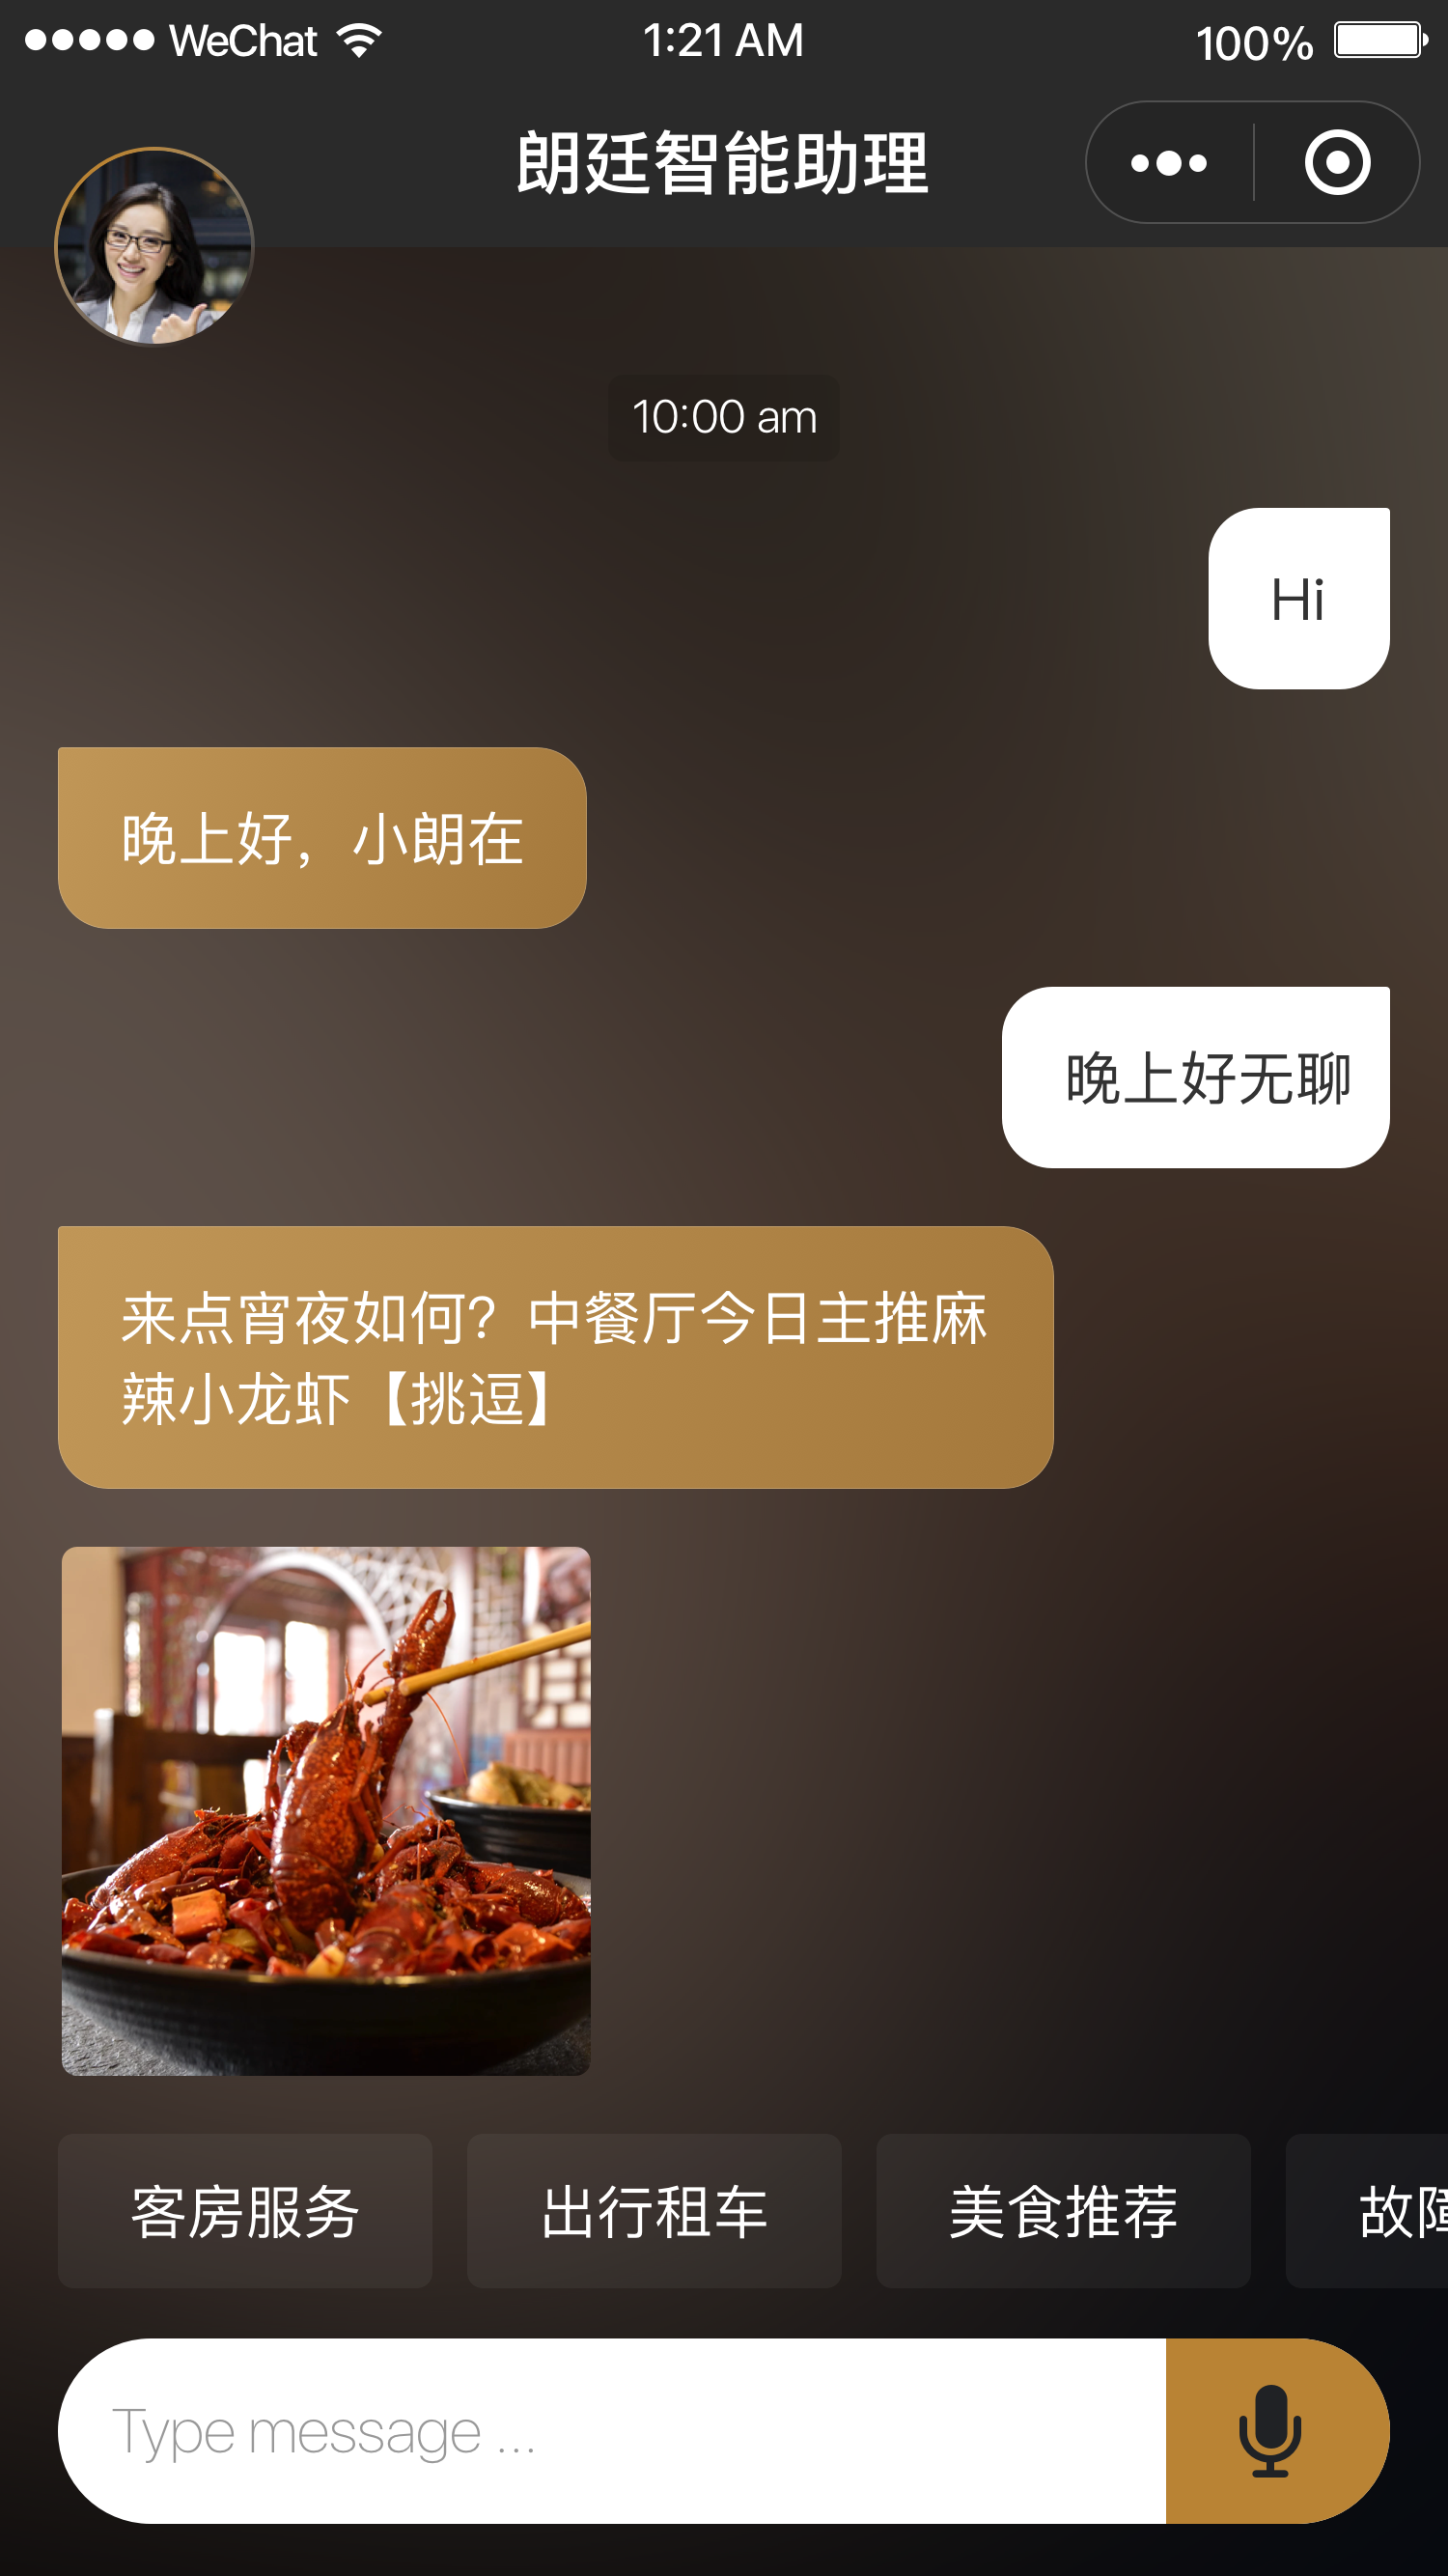 WeChat 1:21 AM 100%
朗廷智能助理
10:00 am
Hi
晚上好，小朗在
晚上好无聊
来点宵夜如何？中餐厅今日主推麻
辣小龙虾【挑逗】
客房服务 出行租车 美食推荐 故障
Type message ...